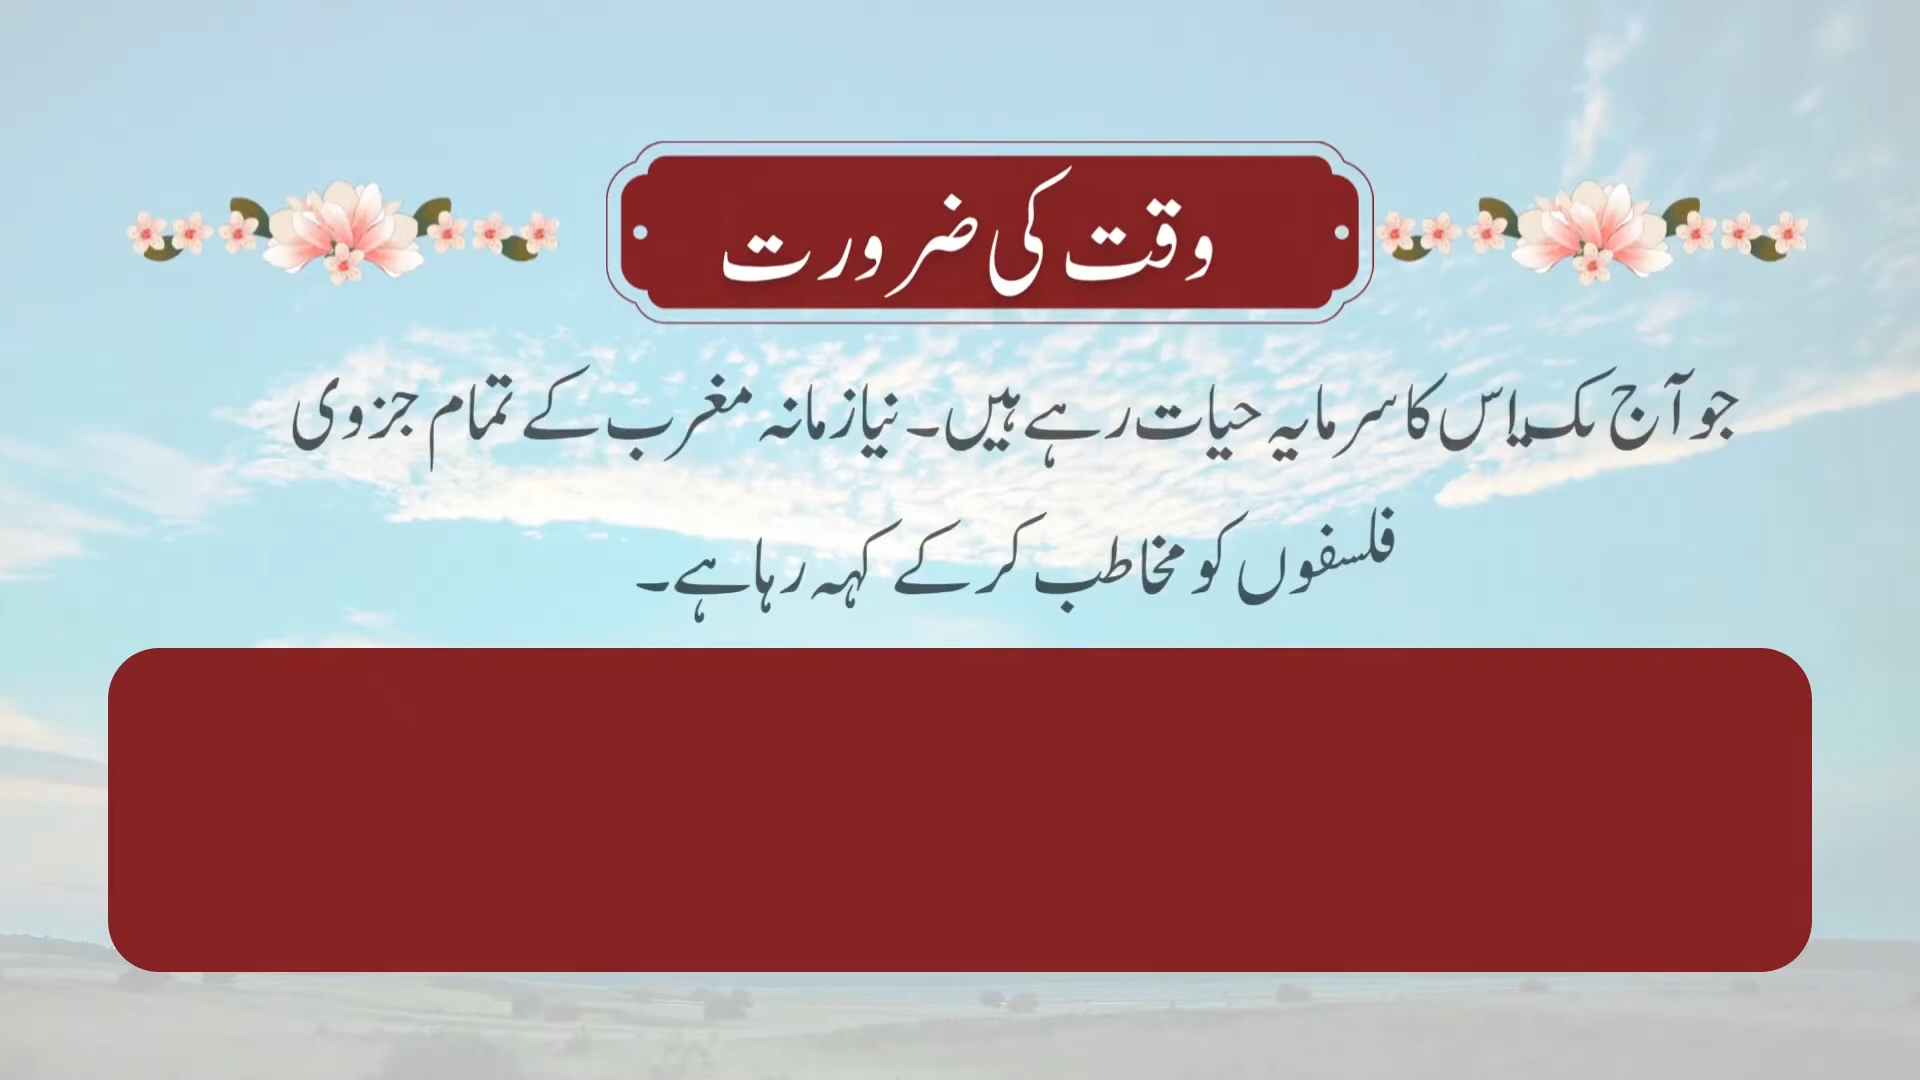 وقت کی ضرورت
جو آج تک اِس کا سرمایہ حیات رہے ہیں۔ نیا زمانہ مغرب کے تمام جزوی
فلسفوں کو مخاطب کر کے کہہ رہا ہے۔